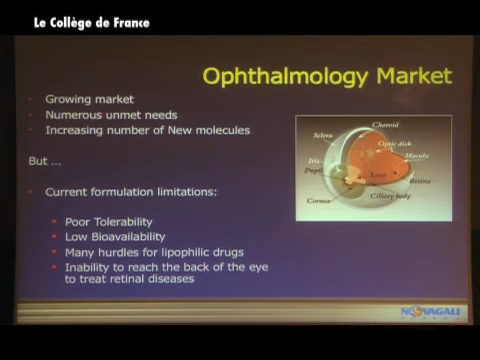 Le Collège de France
Ophthalmology Market
Growing market
Numerous unmet needs
Increasing number of New molecules
But ...
Current formulation limitations:
Poor Tolerability
Low Bioavailability
Many hurdles for lipophilic drugs
Inability to reach the back of the eye
to treat retinal diseases
Choroid
Sclera
Optic disk
Macula
Iris
Pupil
Lens
Retina
Ciliary body
Cornea
NOVAGALI